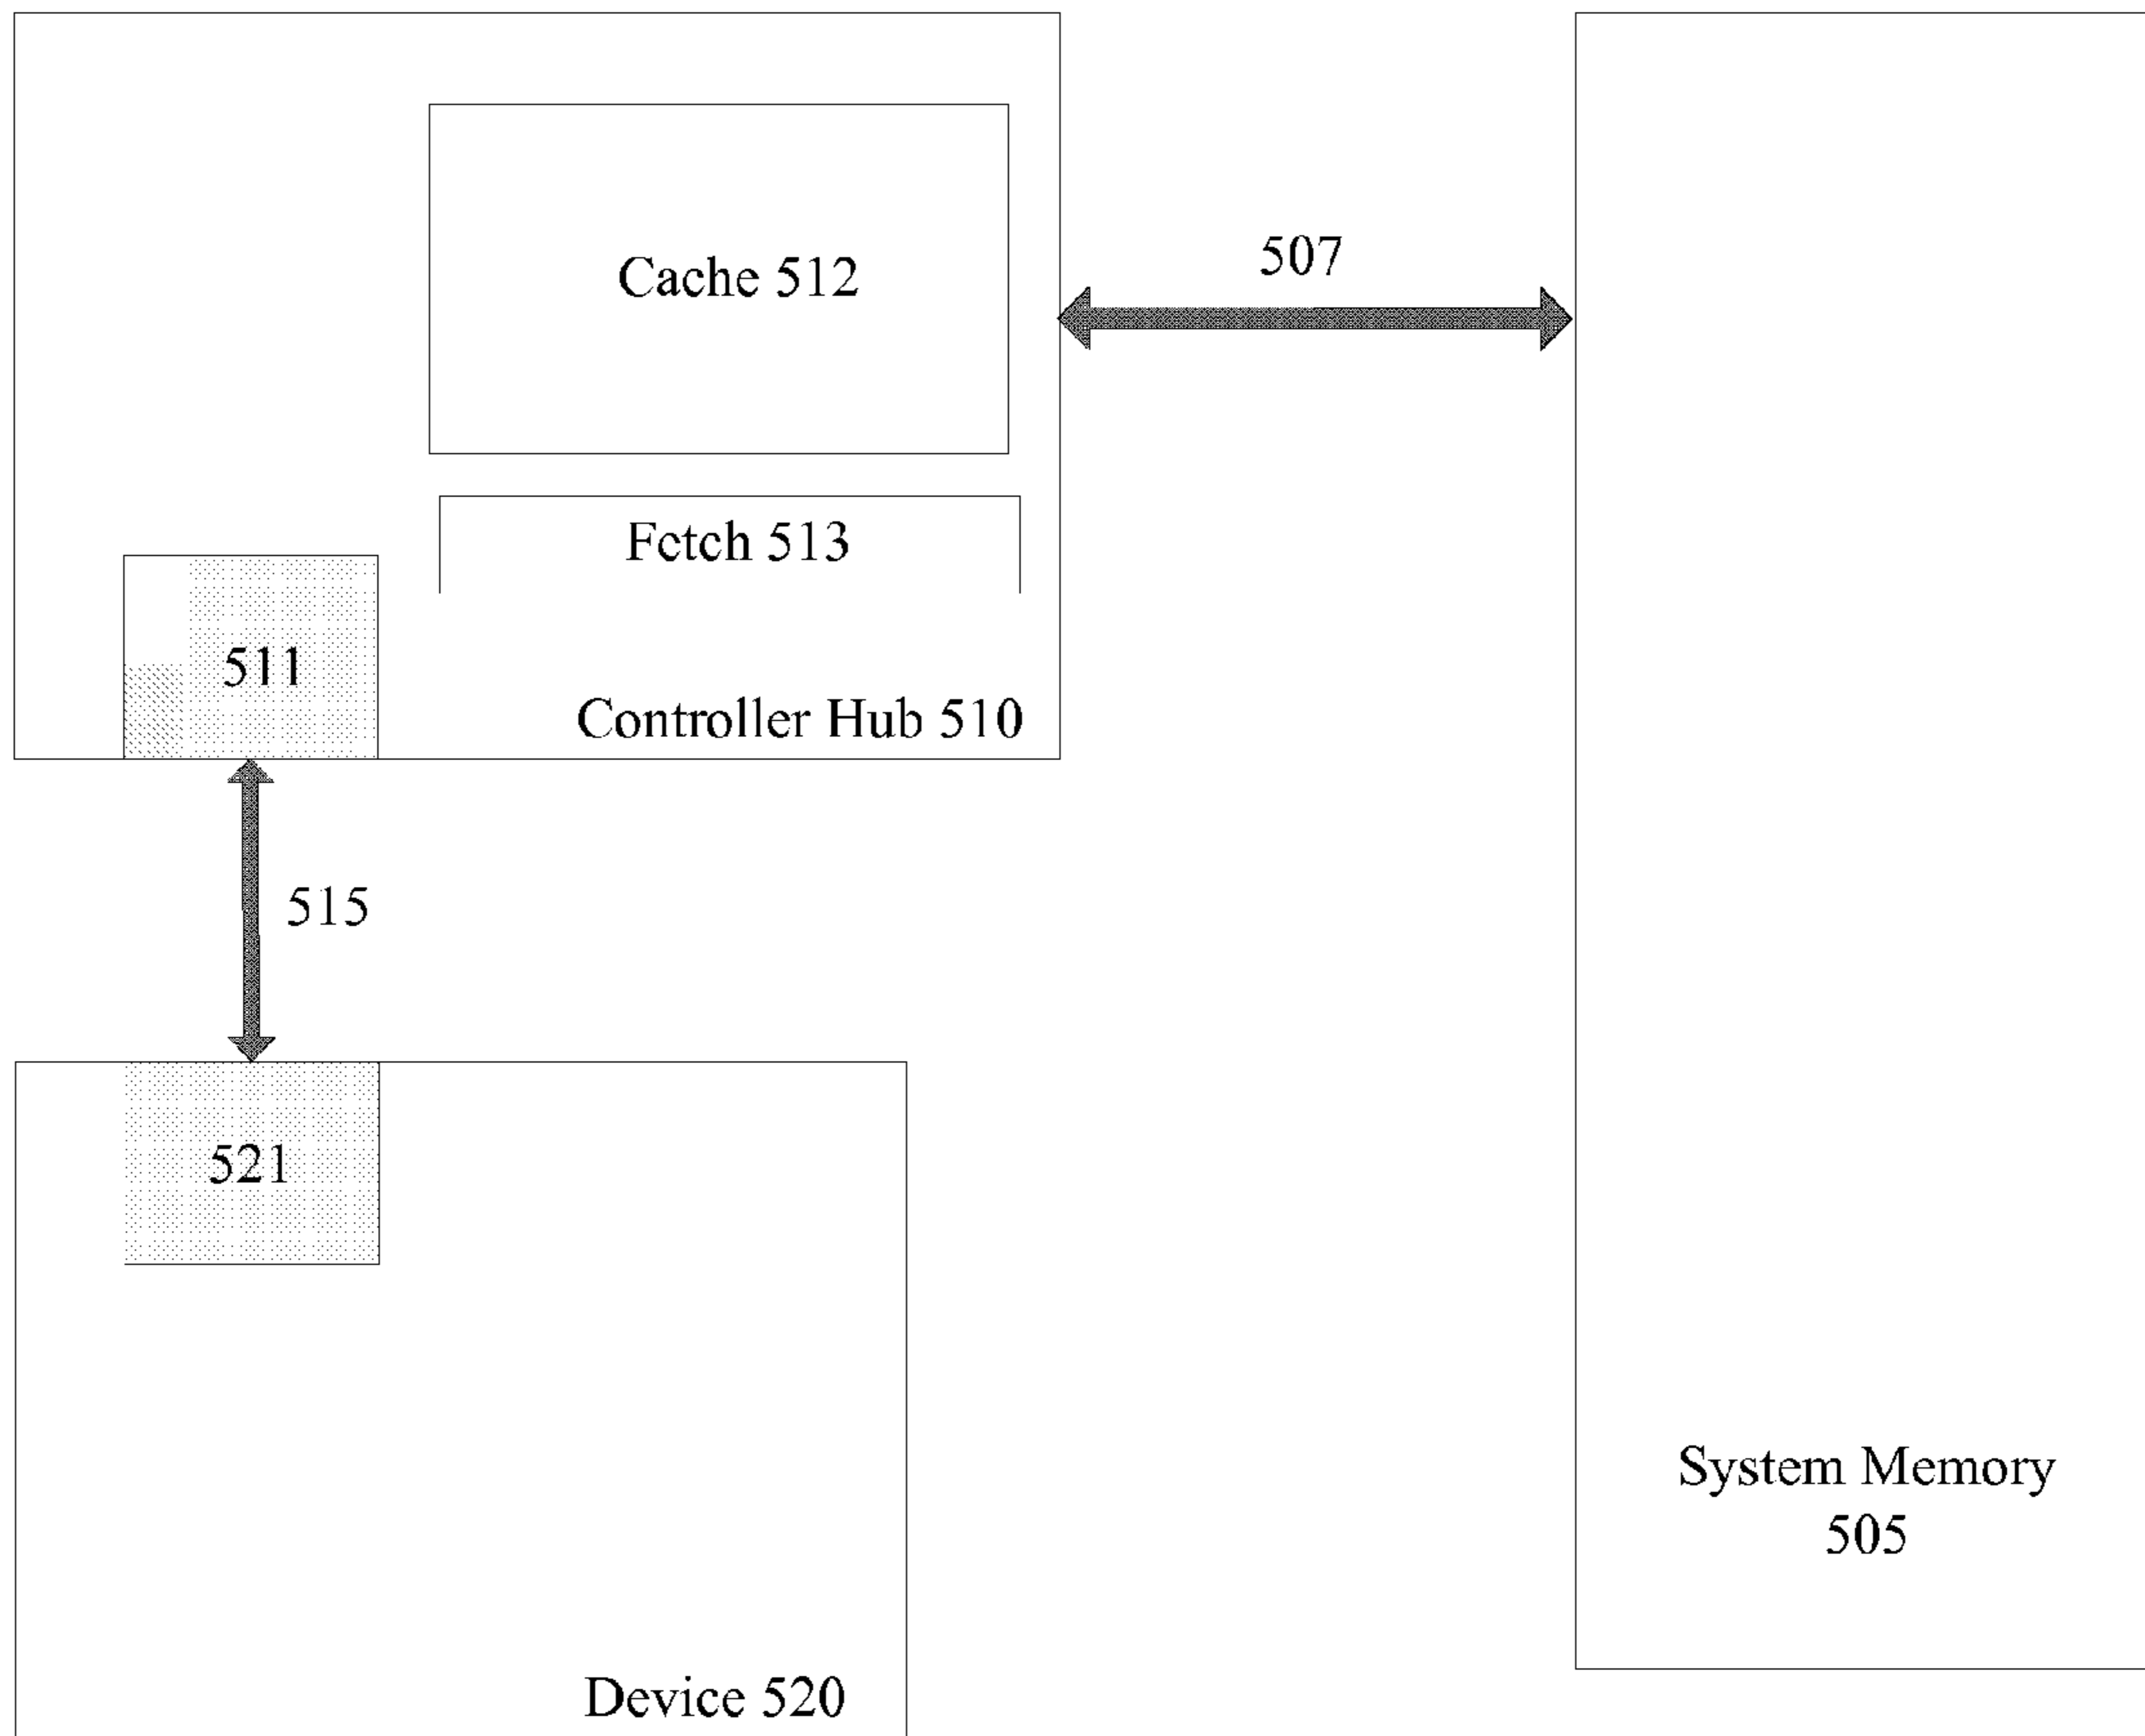 Cache 512
507
Fetch 513
511
Controller Hub 510
515
521
System Memory
505
Device 520